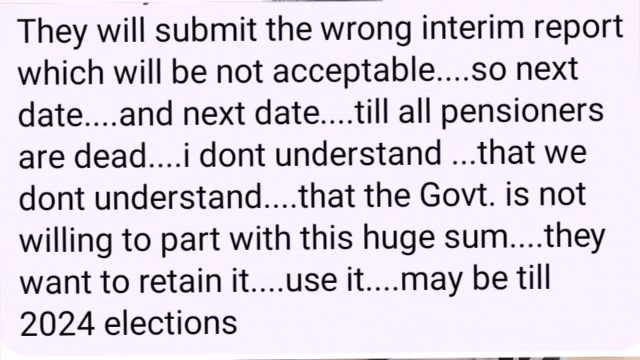 They will submit the wrong interim report
which will be not acceptable....so next
date....and next date....till all pensioners
are dead....i dont understand ...that we
dont understand....that the Govt. is not
willing to part with this huge sum....they
want to retain it....use it....may be till
2024 elections